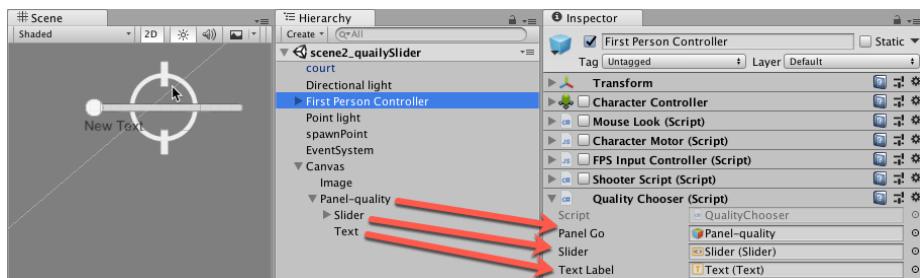 Scene
Shaded
2D
New Text
Hierarchy
Create
All
scene2_quailySlider
court
Directional light
First Person Controller
Point light
spawnPoint
EventSystem
Canvas
Image
Panel-quality
Slider
Text
Inspector
First Person Controller
Static
Tag Untagged Layer Default
Transform
Character Controller
Mouse Look (Script)
Character Motor (Script)
FPS Input Controller (Script)
Shooter Script (Script)
Quality Chooser (Script)
Script QualityChooser
Panel Go Panel-quality
Slider Slider (Slider)
Text Label Text (Text)